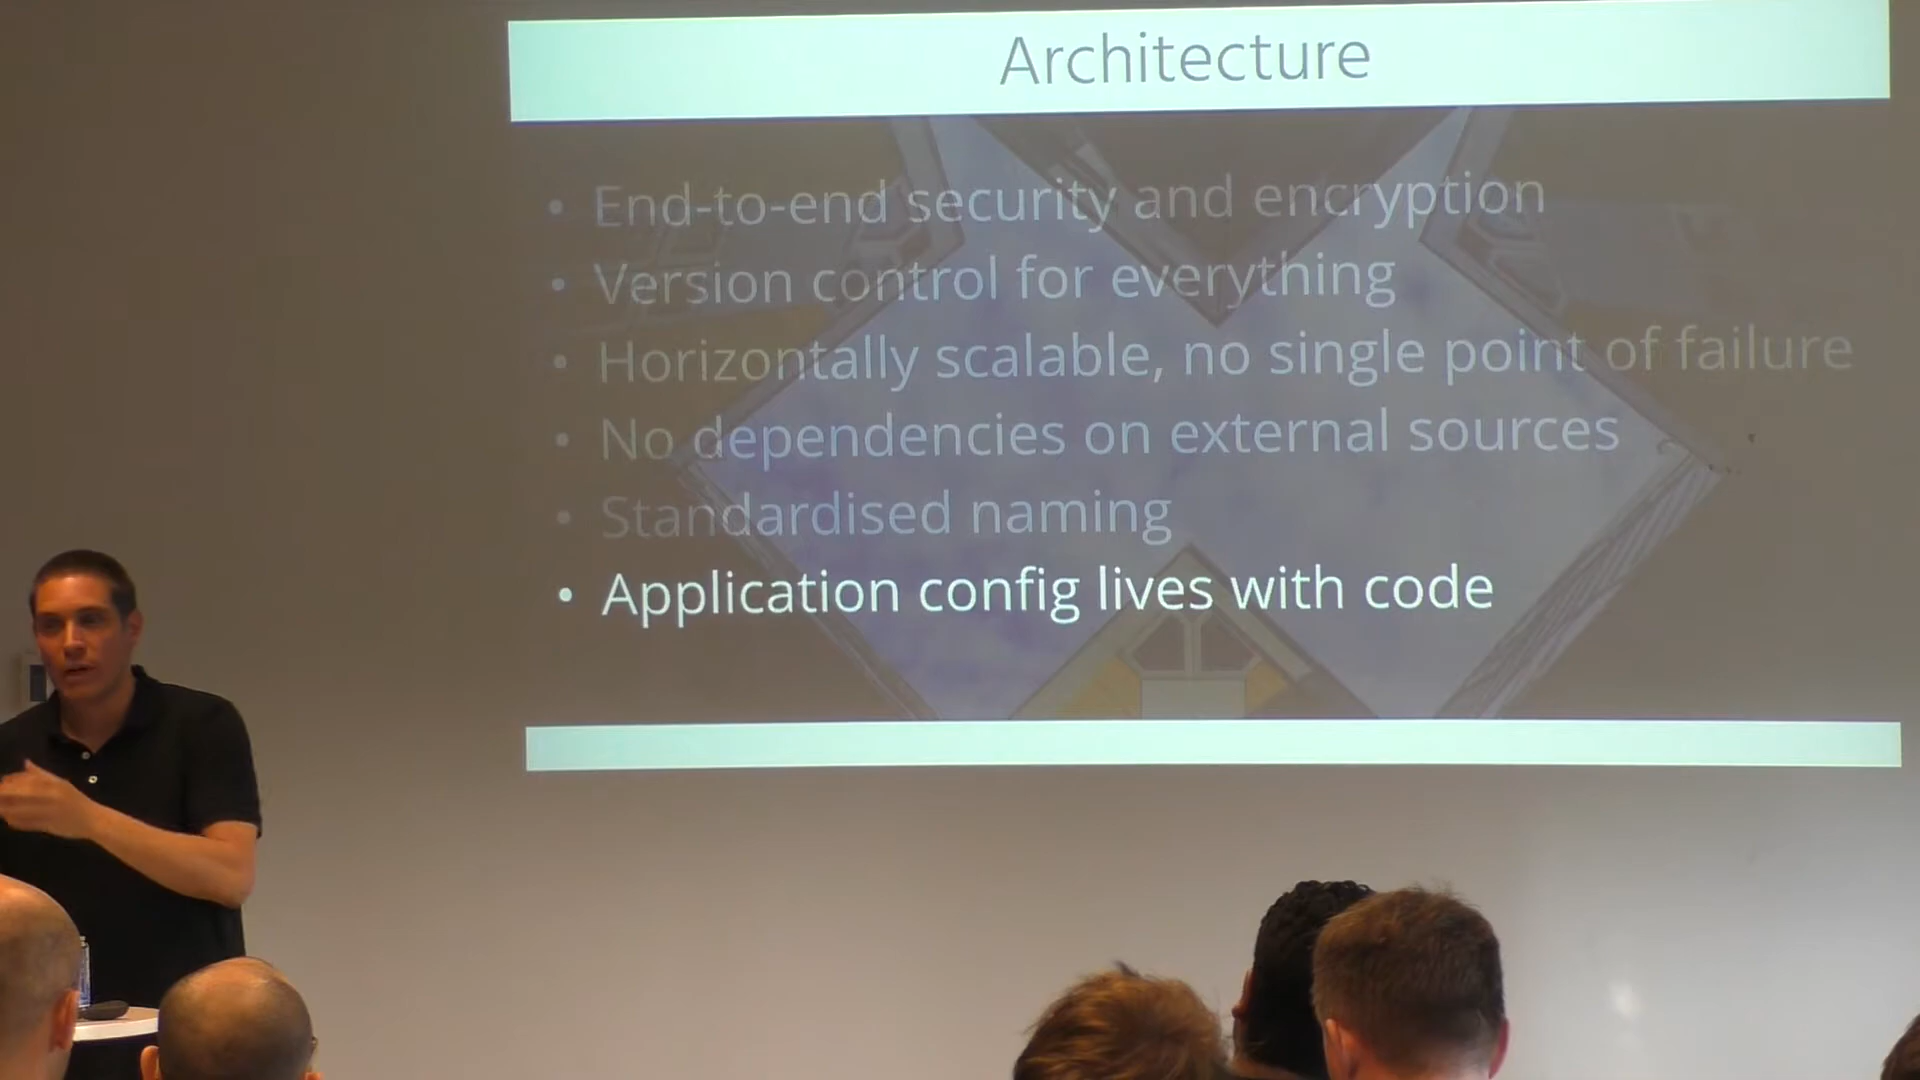 Architecture
• End-to-end security and encryption
• Version control for everything
• Horizontally scalable, no single point of failure
• No dependencies on external sources
• Standardised naming
• Application config lives with code